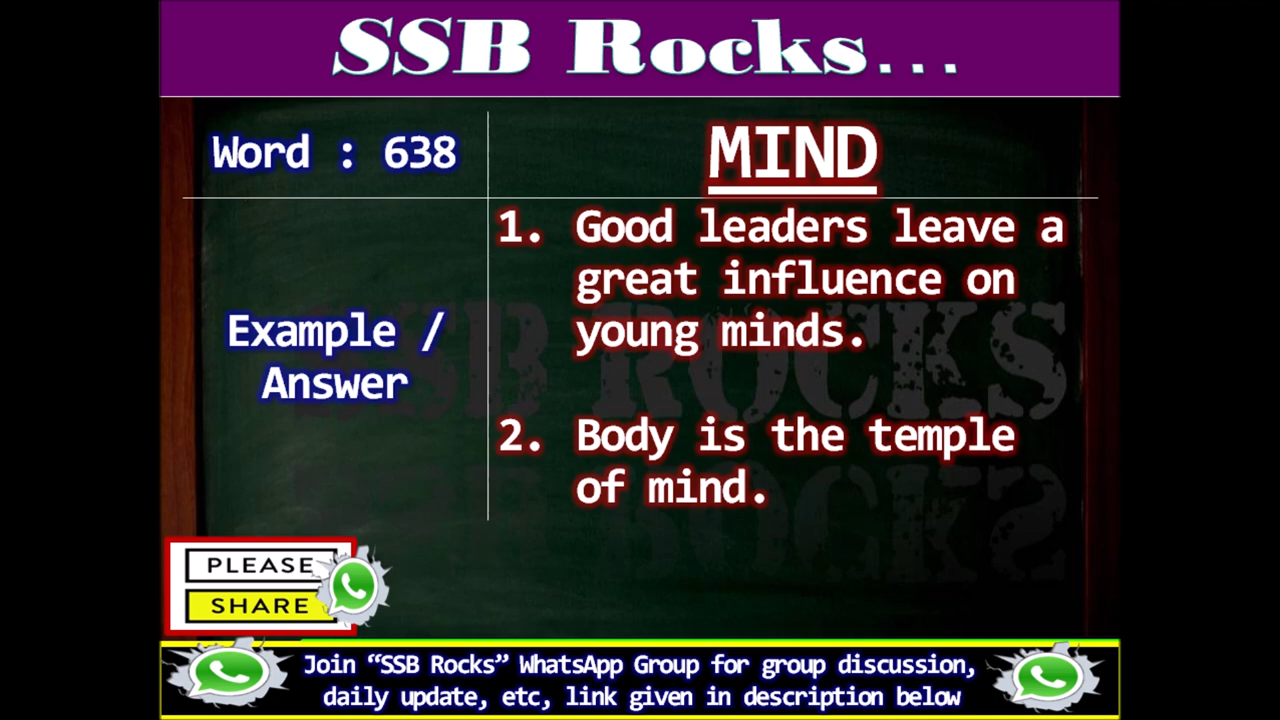 SSB Rocks...
Word : 638
MIND
Example /
Answer
1. Good leaders leave a
great influence on
young minds.
2. Body is the temple
of mind.
SSB ROCKS
PLEASE
SHARE
Join “SSB Rocks” WhatsApp Group for group discussion,
daily update, etc, link given in description below